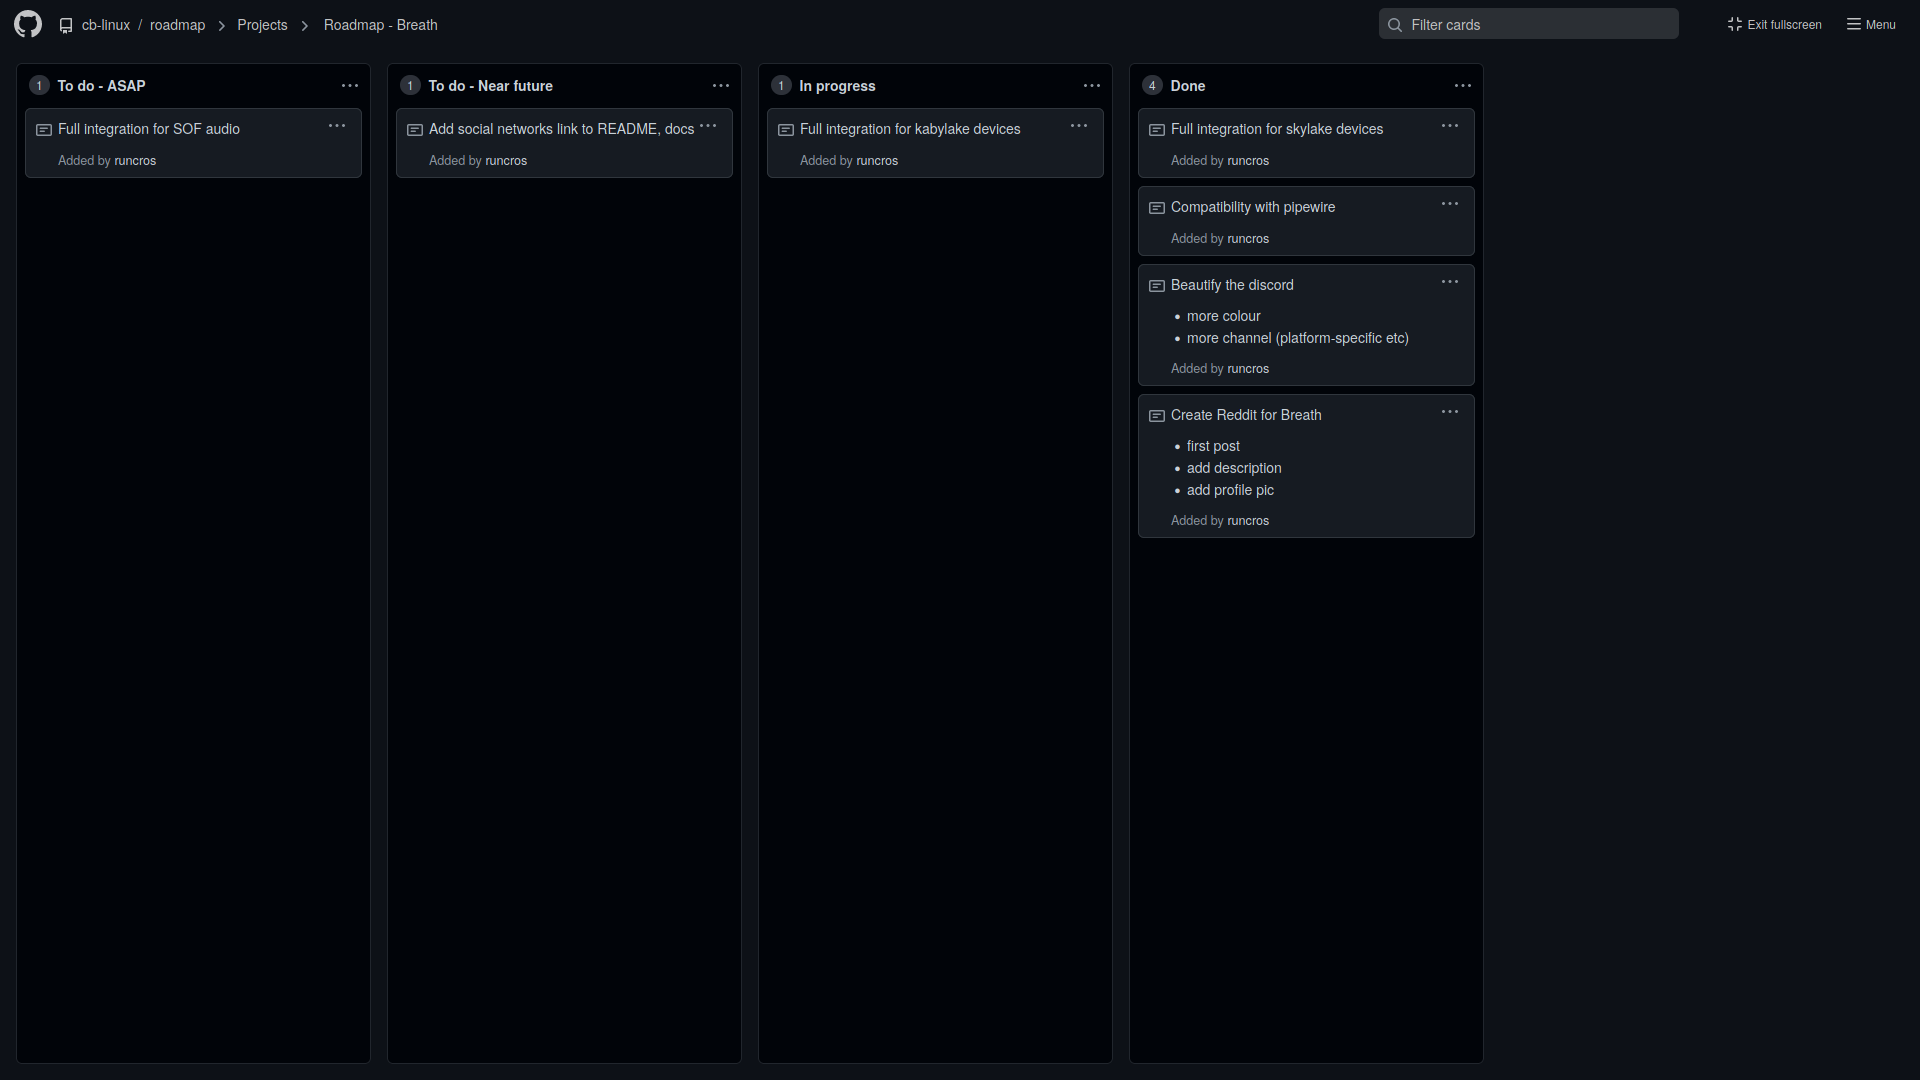 cb-linux / roadmap > Projects > Roadmap - Breath
Filter cards
Exit fullscreen
Menu
1 To do - ASAP
Full integration for SOF audio
Added by runcros
1 To do - Near future
Add social networks link to README, docs
Added by runcros
1 In progress
Full integration for kabylake devices
Added by runcros
4 Done
Full integration for skylake devices
Added by runcros
Compatibility with pipewire
Added by runcros
Beautify the discord
• more colour
• more channel (platform-specific etc)
Added by runcros
Create Reddit for Breath
• first post
• add description
• add profile pic
Added by runcros